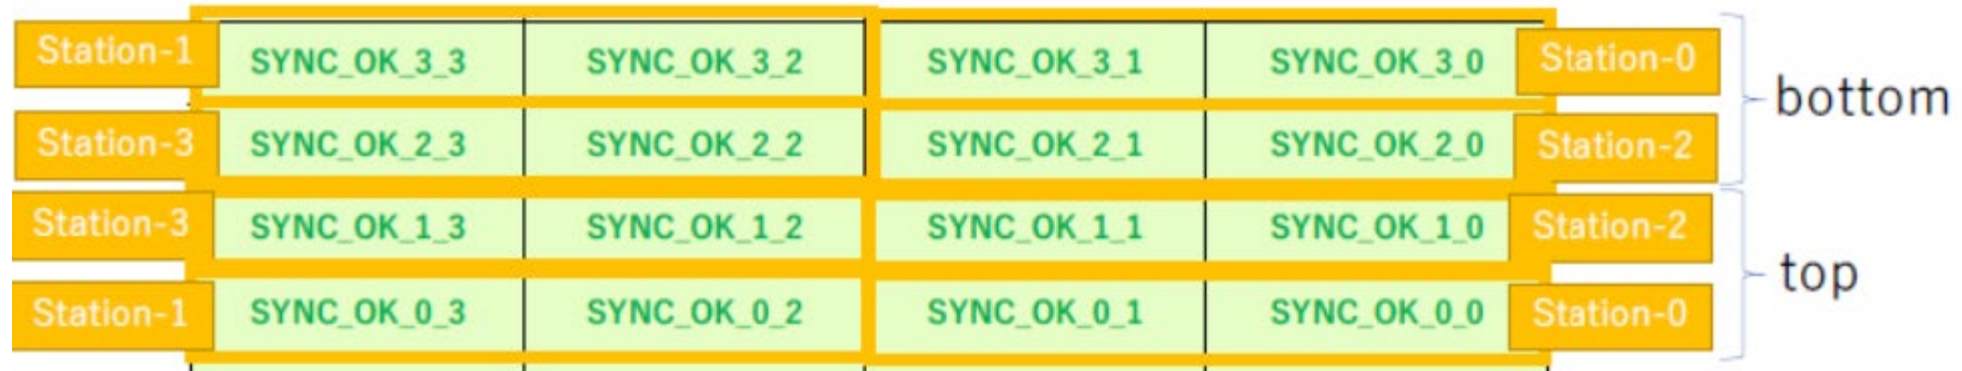 Station-1 SYNC_OK_3_3 SYNC_OK_3_2 SYNC_OK_3_1 SYNC_OK_3_0 Station-0
bottom
Station-3 SYNC_OK_2_3 SYNC_OK_2_2 SYNC_OK_2_1 SYNC_OK_2_0 Station-2
Station-3 SYNC_OK_1_3 SYNC_OK_1_2 SYNC_OK_1_1 SYNC_OK_1_0 Station-2
top
Station-1 SYNC_OK_0_3 SYNC_OK_0_2 SYNC_OK_0_1 SYNC_OK_0_0 Station-0